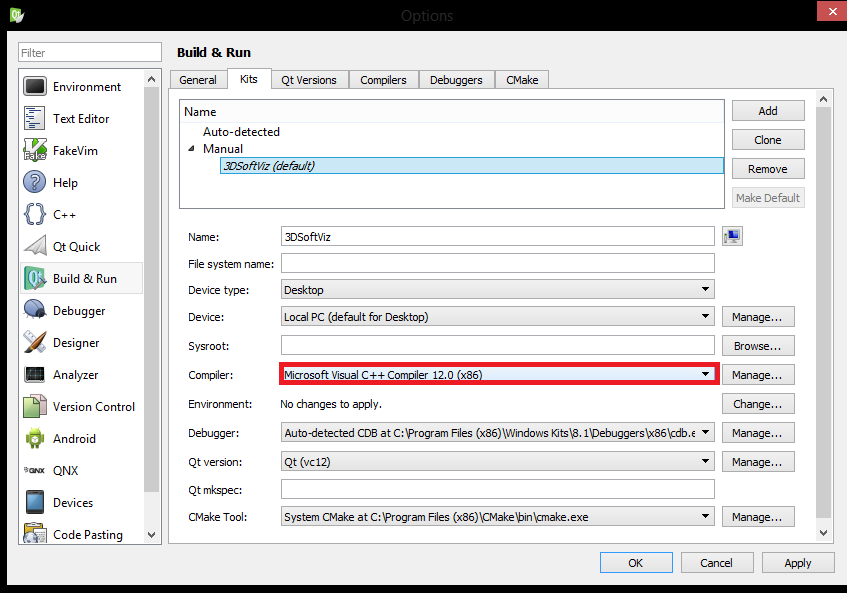 Options
Filter
Build & Run
Environment
Text Editor
FakeVim
Help
C++
Qt Quick
Build & Run
Debugger
Designer
Analyzer
Version Control
Android
QNX
Devices
Code Pasting
General Kits Qt Versions Compilers Debuggers CMake
Name
Auto-detected
Manual
3DSoftViz (default)
Add
Clone
Remove
Make Default
Name: 3DSoftViz
File system name:
Device type: Desktop
Device: Local PC (default for Desktop) Manage...
Sysroot: Browse...
Compiler: Microsoft Visual C++ Compiler 12.0 (x86) Manage...
Environment: No changes to apply. Change...
Debugger: Auto-detected CDB at C:\Program Files (x86)\Windows Kits\8.1\Debuggers\x86\cdb.e Manage...
Qt version: Qt (vc12) Manage...
Qt mkspec:
CMake Tool: System CMake at C:\Program Files (x86)\CMake\bin\cmake.exe Manage...
OK Cancel Apply